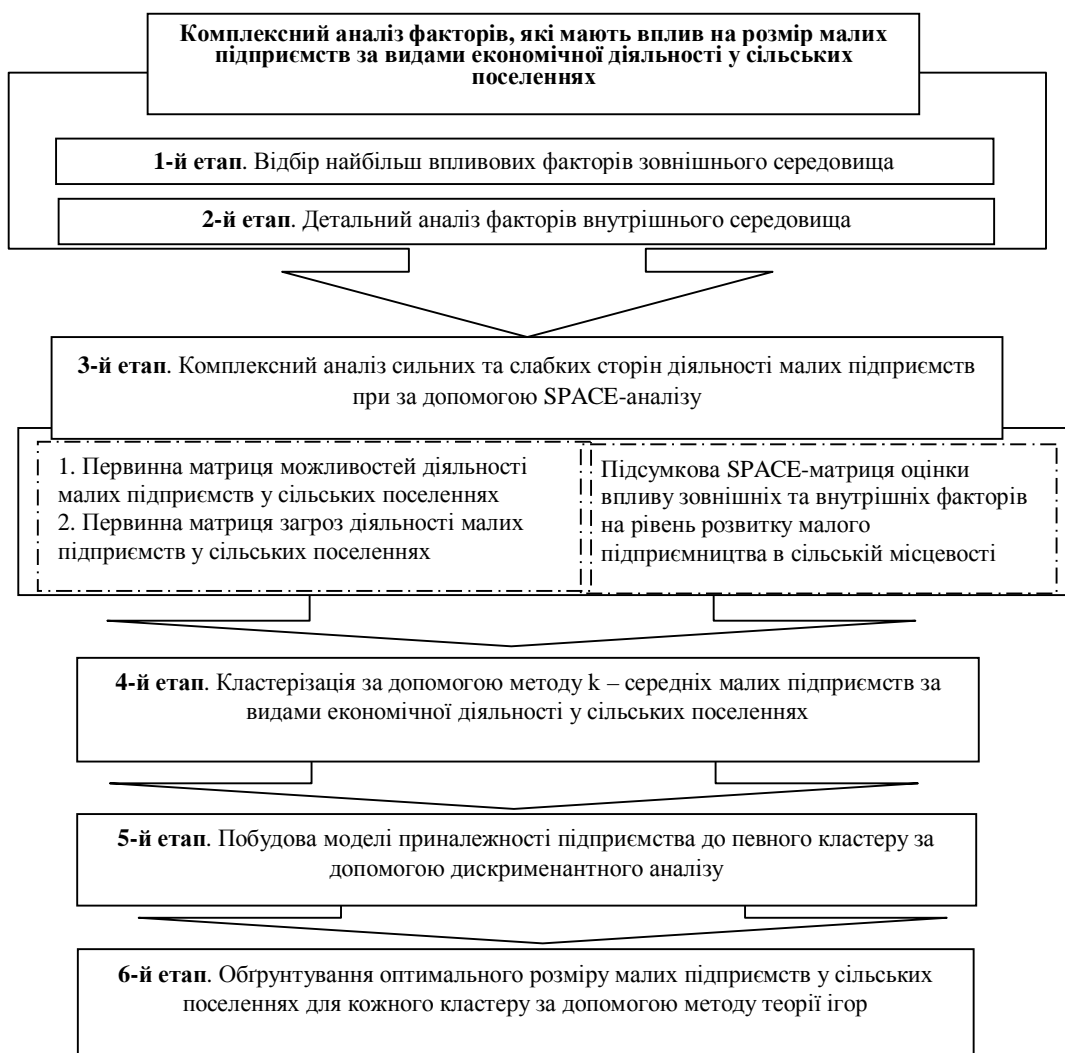 Комплексний аналіз факторів, які мають вплив на розмір малих
підприємств за видами економічної діяльності у сільських
поселеннях
1-й етап. Відбір найбільш впливових факторів зовнішнього середовища
2-й етап. Детальний аналіз факторів внутрішнього середовища
3-й етап. Комплексний аналіз сильних та слабких сторін діяльності малих підприємств
при за допомогою SPACE-аналізу
1. Первинна матриця можливостей діяльності
малих підприємств у сільських поселеннях
2. Первинна матриця загроз діяльності малих
підприємств у сільських поселеннях
Підсумкова SPACE-матриця оцінки
впливу зовнішніх та внутрішніх факторів
на рівень розвитку малого
підприємництва в сільській місцевості
4-й етап. Кластерізація за допомогою методу k – середніх малих підприємств за
видами економічної діяльності у сільських поселеннях
5-й етап. Побудова моделі приналежності підприємства до певного кластеру за
допомогою дискрименантного аналізу
6-й етап. Обґрунтування оптимального розміру малих підприємств у сільських
поселеннях для кожного кластеру за допомогою методу теорії ігор